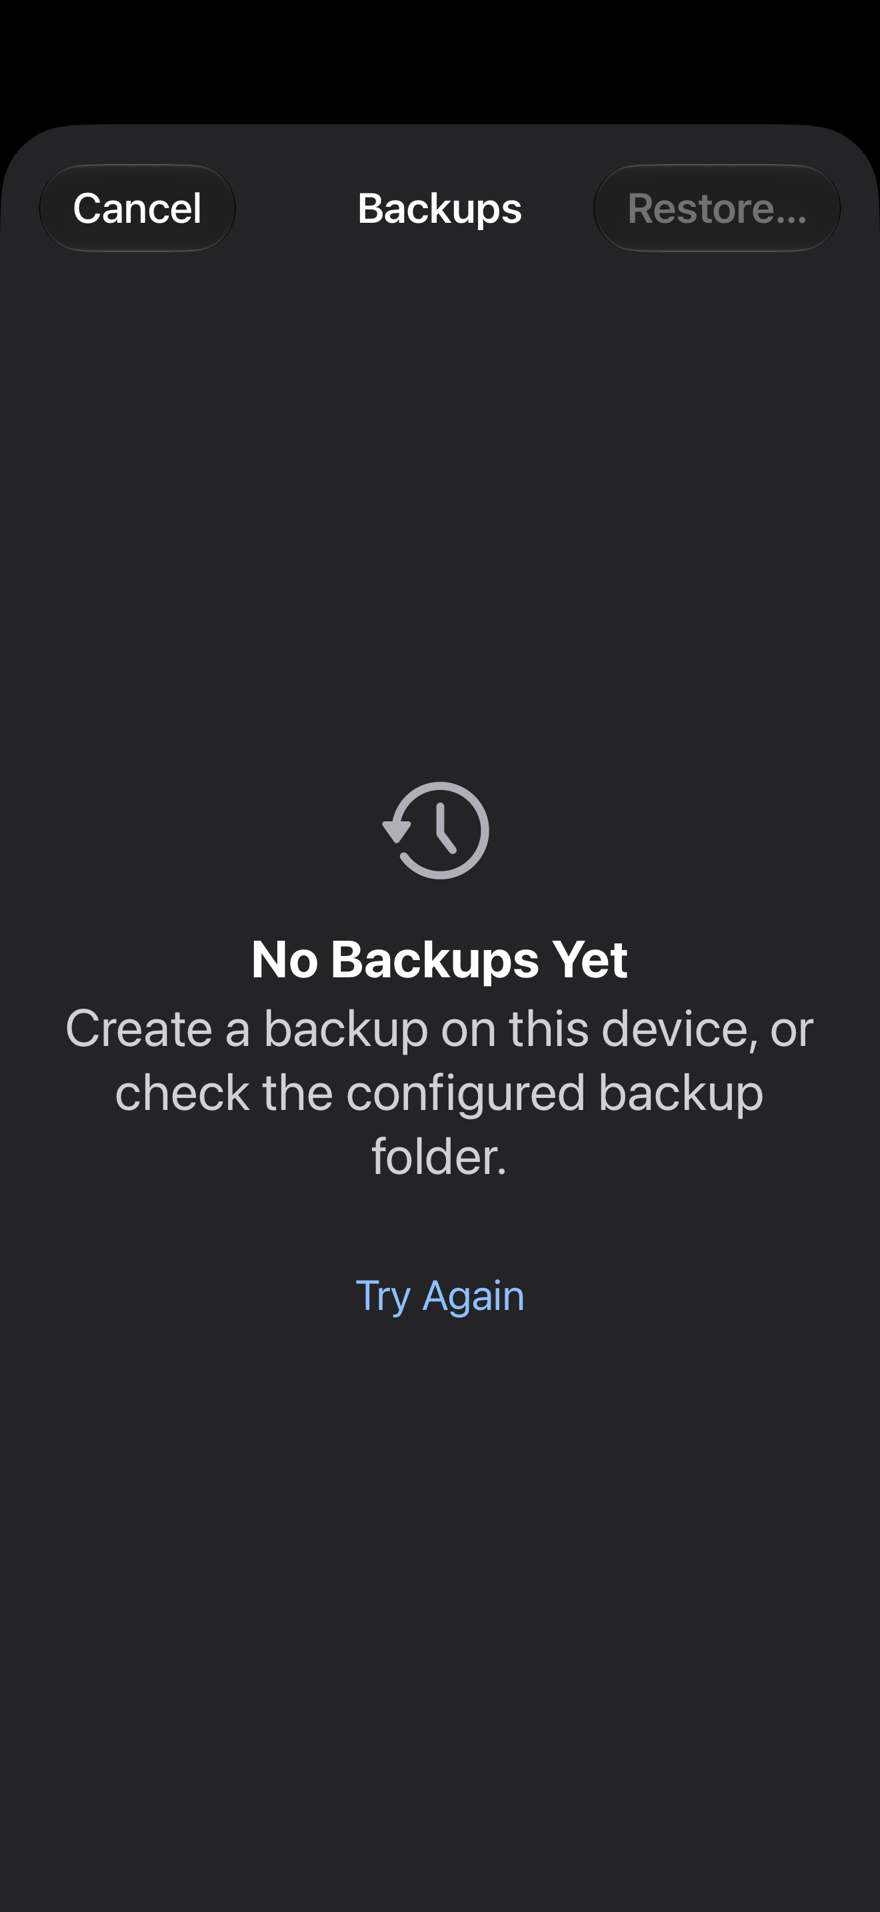 Cancel
Backups
Restore...
No Backups Yet
Create a backup on this device, or
check the configured backup
folder.
Try Again